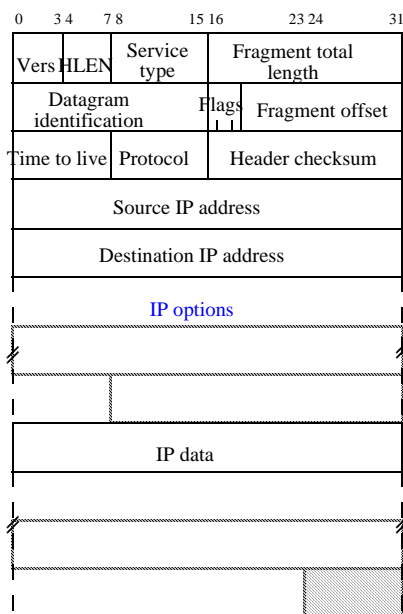 0 3 4 7 8 15 16 23 24 31
Vers HLEN Service type Fragment total length
Datagram identification Flags Fragment offset
Time to live Protocol Header checksum
Source IP address
Destination IP address
IP options
IP data